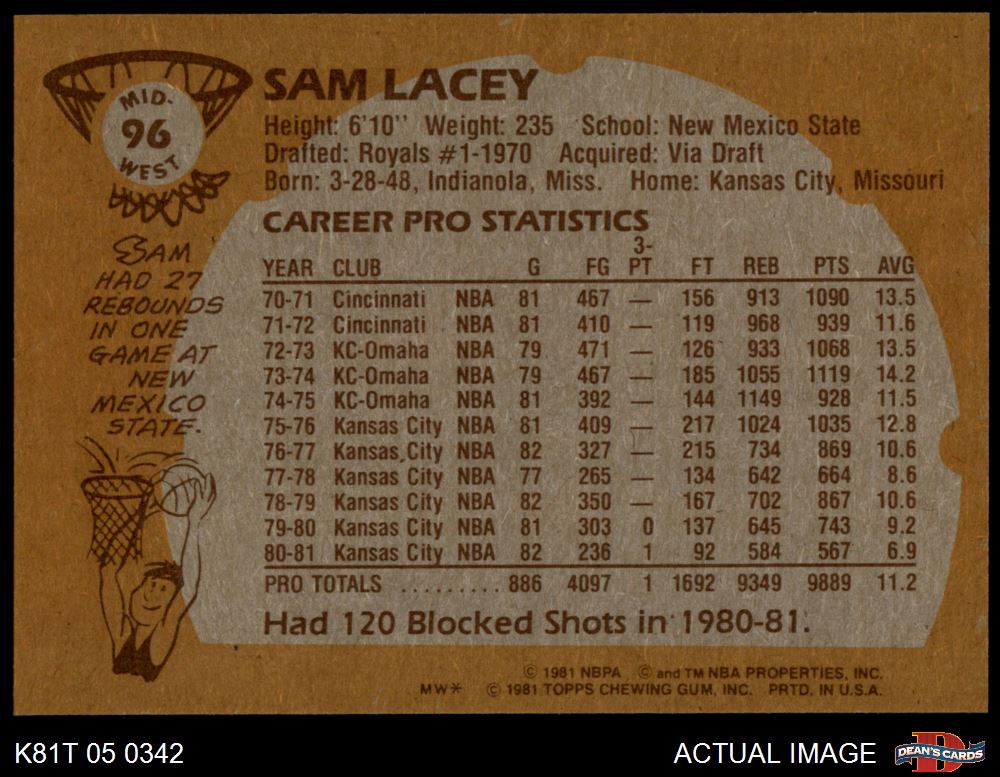 MID-
96
WEST
SAM LACEY
Height: 6'10" Weight: 235 School: New Mexico State
Drafted: Royals #1-1970 Acquired: Via Draft
Born: 3-28-48, Indianola, Miss. Home: Kansas City, Missouri
CAREER PRO STATISTICS
3-
YEAR CLUB G FG PT FT REB PTS AVG
70-71 Cincinnati NBA 81 467 — 156 913 1090 13.5
71-72 Cincinnati NBA 81 410 — 119 968 939 11.6
72-73 KC-Omaha NBA 79 471 — 126 933 1068 13.5
73-74 KC-Omaha NBA 79 467 — 185 1055 1119 14.2
74-75 KC-Omaha NBA 81 392 — 144 1149 928 11.5
75-76 Kansas City NBA 81 409 — 217 1024 1035 12.8
76-77 Kansas City NBA 82 327 — 215 734 869 10.6
77-78 Kansas City NBA 77 265 — 134 642 664 8.6
78-79 Kansas City NBA 82 350 — 167 702 867 10.6
79-80 Kansas City NBA 81 303 0 137 645 743 9.2
80-81 Kansas City NBA 82 236 1 92 584 567 6.9
PRO TOTALS ......... 886 4097 1 1692 9349 9889 11.2
Had 120 Blocked Shots in 1980-81.
SAM
HAD 27
REBOUNDS
IN ONE
GAME AT
NEW
MEXICO
STATE.
© 1981 NBPA © and TM NBA PROPERTIES, INC.
MW* © 1981 TOPPS CHEWING GUM, INC. PRTD. IN U.S.A.
K81T 05 0342
ACTUAL IMAGE
D
DEAN'S CARDS